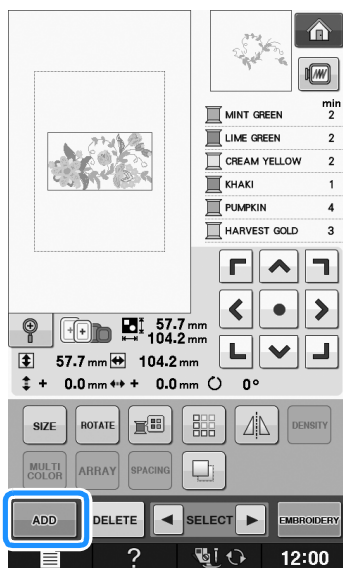 min
MINT GREEN 2
LIME GREEN 2
CREAM YELLOW 2
KHAKI 1
PUMPKIN 4
HARVEST GOLD 3
57.7 mm
104.2 mm
57.7 mm 104.2 mm
+ 0.0 mm + 0.0 mm 0°
SIZE ROTATE DENSITY
MULTI COLOR ARRAY SPACING
ADD DELETE SELECT EMBROIDERY
? 12:00